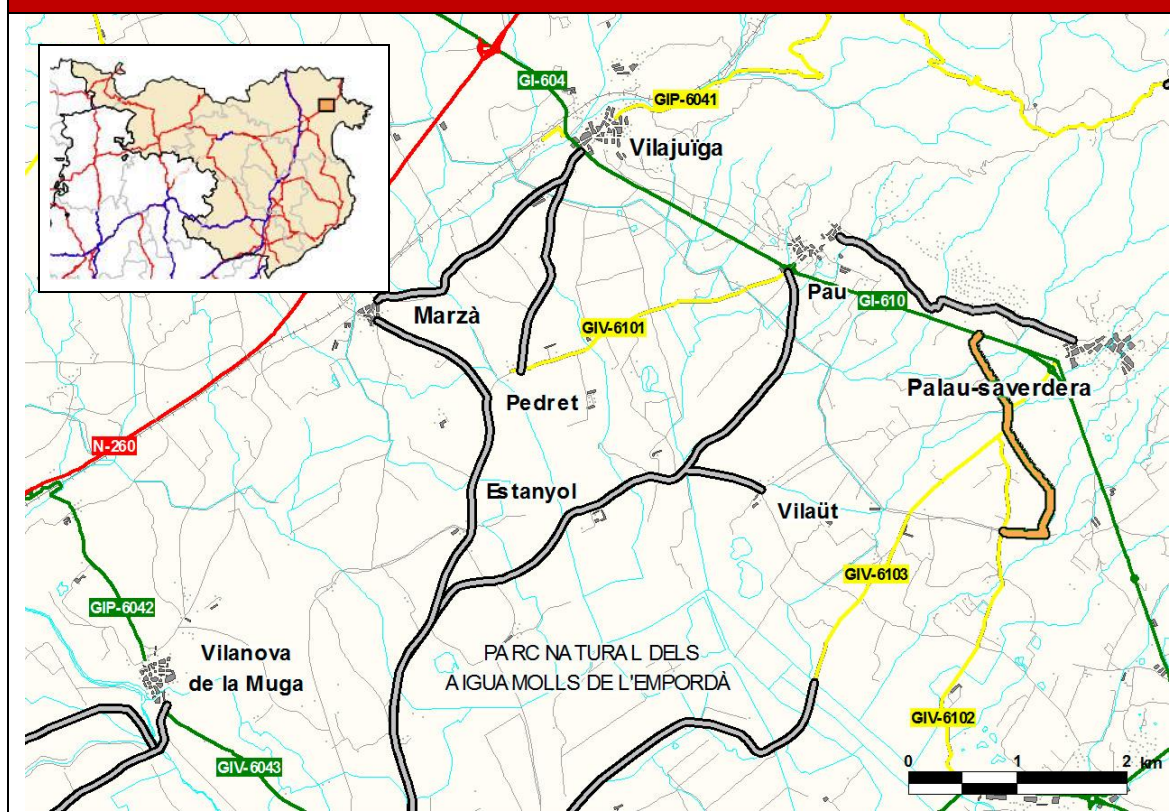 GI-604
GIP-6041
Vilajuïga
Pau
GI-610
Marzà
GIV-6101
Palau-saverdera
Pedret
N-260
Estanyol
Vilaüt
GIV-6103
GIP-6042
Vilanova
de la Muga
PARC NATURAL DELS
AIGUAMOLLS DE L'EMPORDÀ
GIV-6102
GIV-6043
0 1 2 km